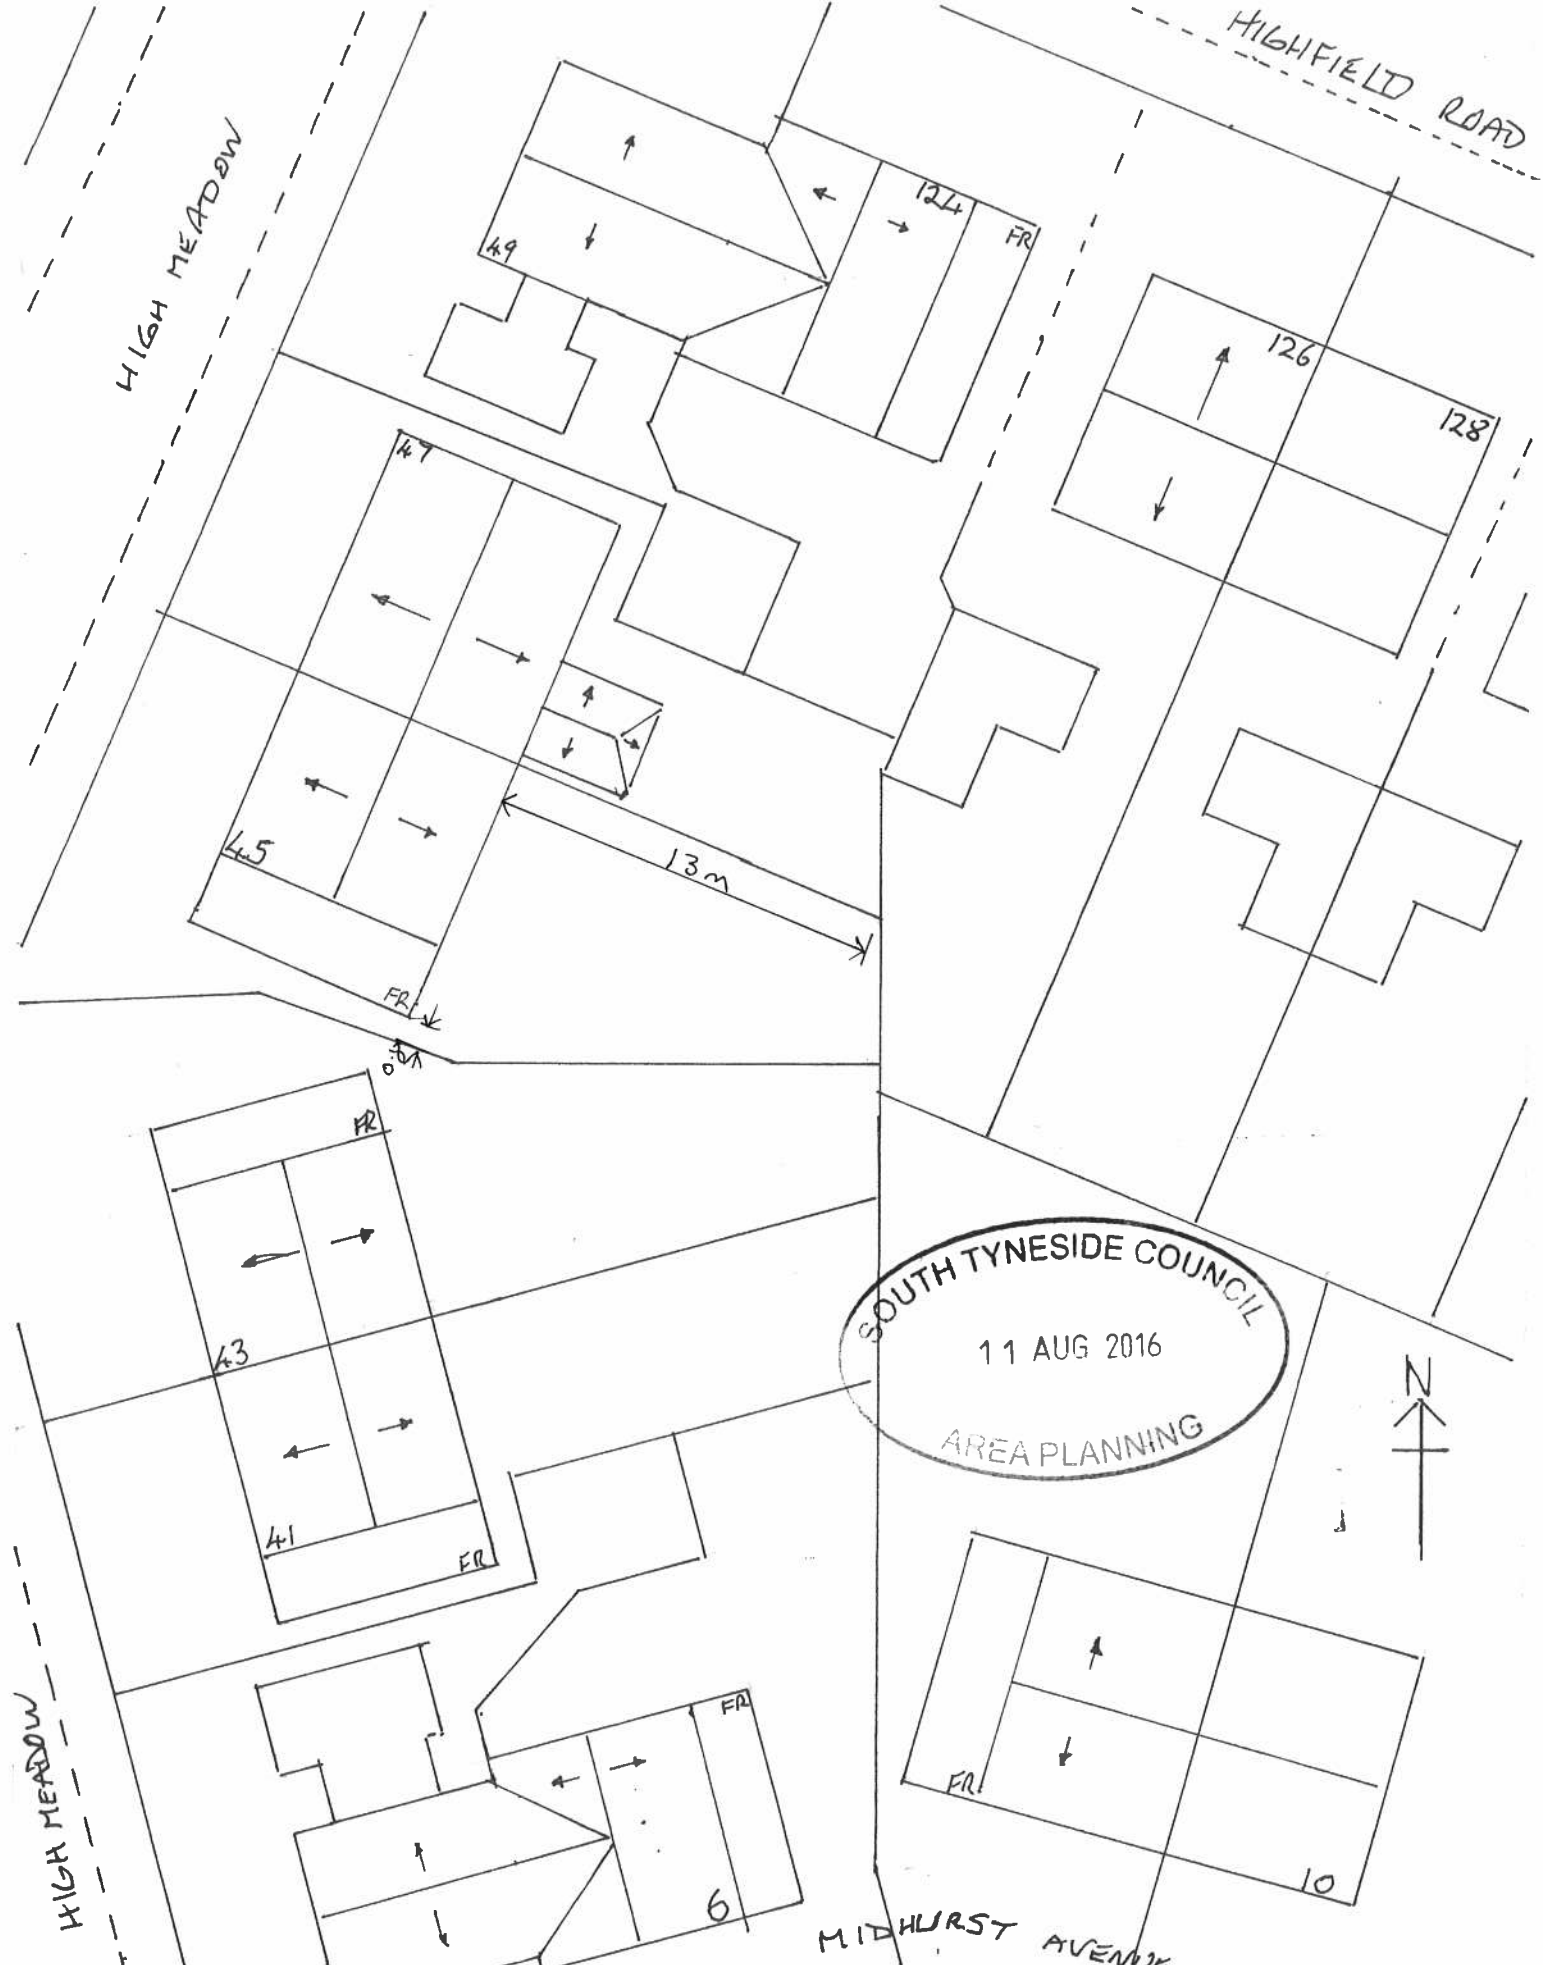 HIGHFIELD ROAD
HIGH MEADOW
124
FR
49
126
128
47
45
13m
FR
FR
43
SOUTH TYNESIDE COUNCIL
11 AUG 2016
AREA PLANNING
N
41
FR
FR
FR
6
10
HIGH MEADOW
MIDHURST AVENUE